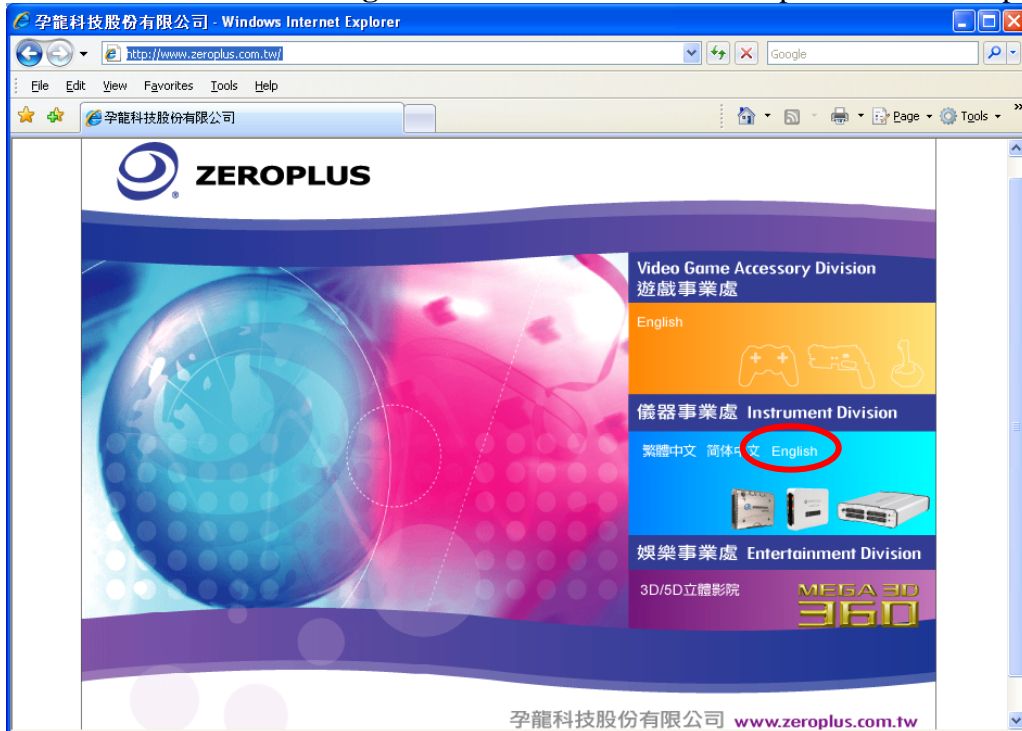 孕龍科技股份有限公司 - Windows Internet Explorer
http://www.zeroplus.com.tw/
Google
File Edit View Favorites Tools Help
孕龍科技股份有限公司
Page Tools
ZEROPLUS
Video Game Accessory Division
遊戲事業處
English
儀器事業處 Instrument Division
繁體中文 简体中文 English
娛樂事業處 Entertainment Division
3D/5D立體影院
MEGA 3D
360
孕龍科技股份有限公司 www.zeroplus.com.tw